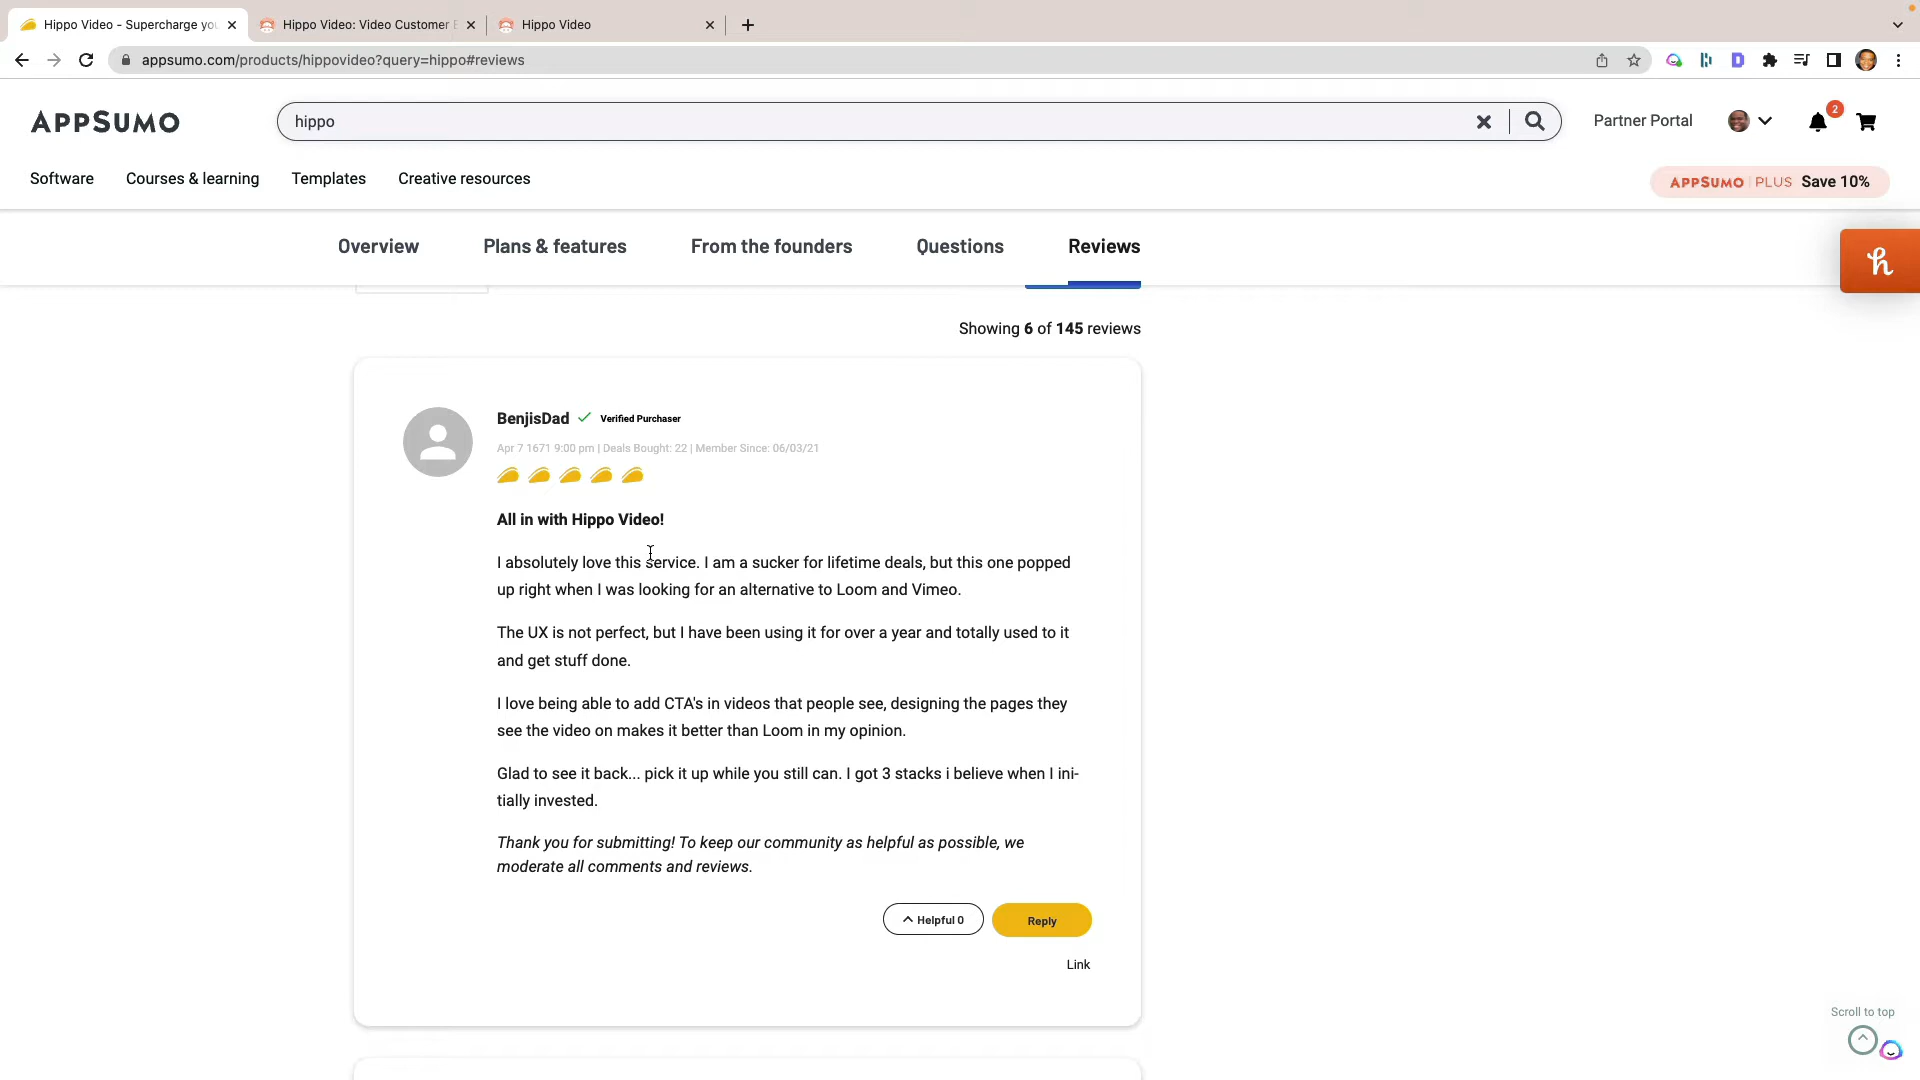 Hippo Video - Supercharge you
Hippo Video: Video Customer E
Hippo Video
appsumo.com/products/hippovideo?query=hippo#reviews
APPSUMO
hippo
Partner Portal
2
Software
Courses & learning
Templates
Creative resources
APPSUMO | PLUS Save 10%
Overview
Plans & features
From the founders
Questions
Reviews
h
Showing 6 of 145 reviews
BenjisDad
Verified Purchaser
Apr 7 1671 9:00 pm | Deals Bought: 22 | Member Since: 06/03/21
All in with Hippo Video!
I absolutely love this service. I am a sucker for lifetime deals, but this one popped
up right when I was looking for an alternative to Loom and Vimeo.
The UX is not perfect, but I have been using it for over a year and totally used to it
and get stuff done.
I love being able to add CTA's in videos that people see, designing the pages they
see the video on makes it better than Loom in my opinion.
Glad to see it back... pick it up while you still can. I got 3 stacks i believe when I ini-
tially invested.
Thank you for submitting! To keep our community as helpful as possible, we
moderate all comments and reviews.
Helpful 0
Reply
Link
Scroll to top